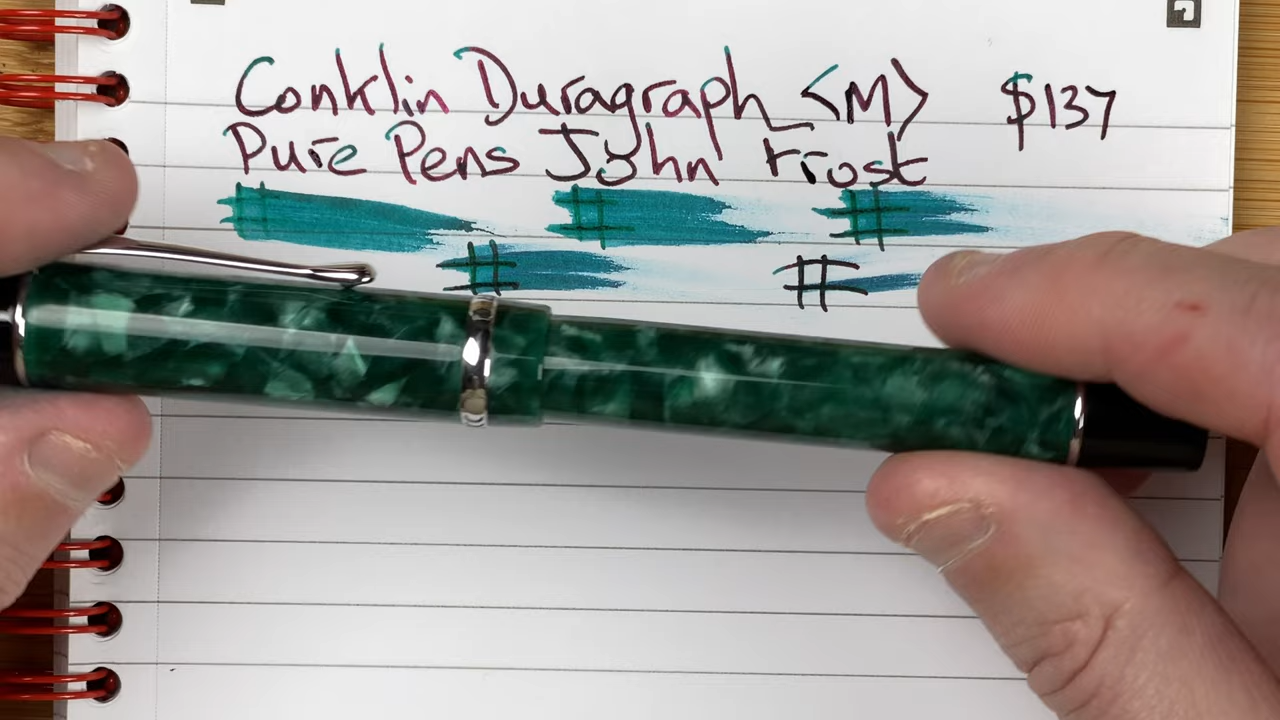 Conklin Duragraph <M> $137
Pure Pens John Frost
# # #
# #